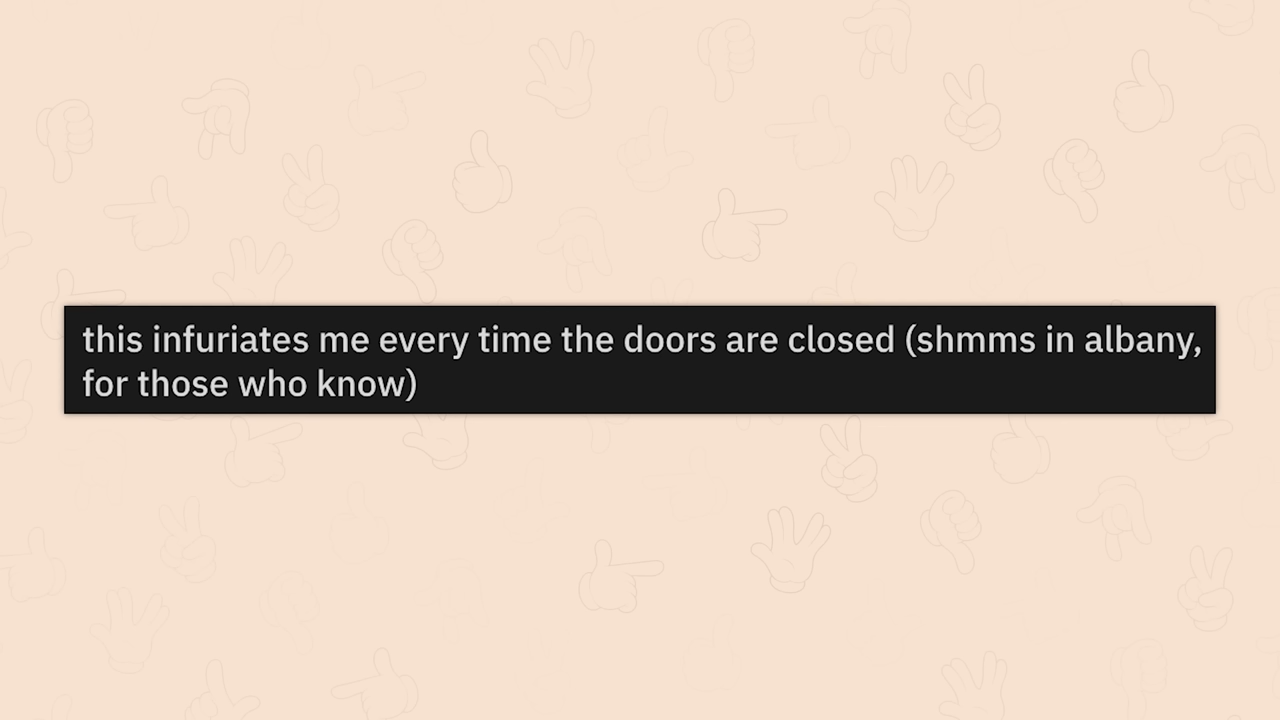 this infuriates me every time the doors are closed (shmms in albany,
for those who know)